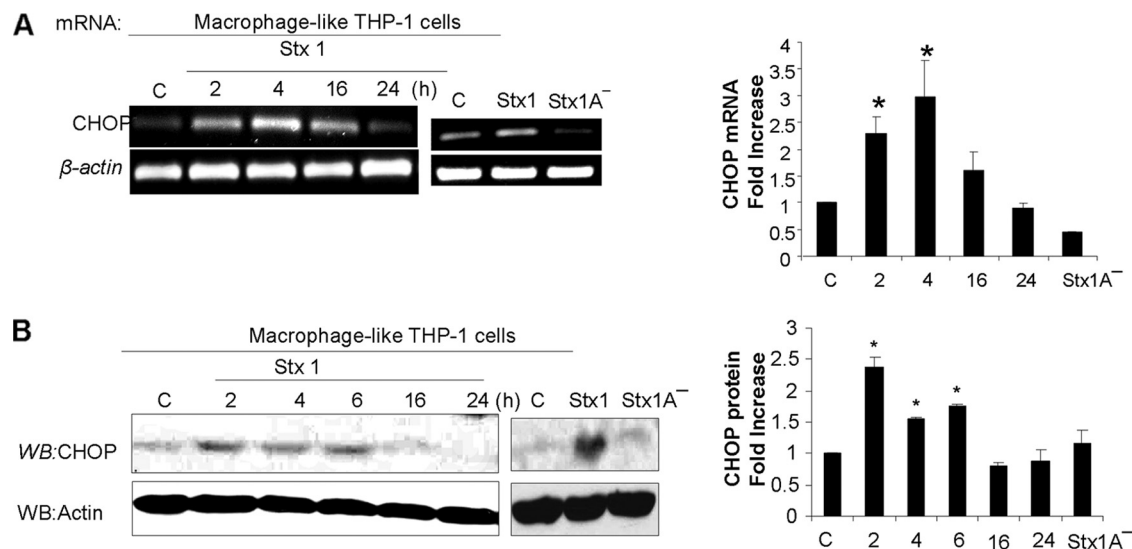 A
mRNA: Macrophage-like THP-1 cells
Stx 1
C 2 4 16 24 (h)
C Stx1 Stx1A⁻
CHOP
β-actin
CHOP mRNA
Fold Increase
4
3.5
3
2.5
2
1.5
1
0.5
0
* *
C 2 4 16 24 Stx1A⁻
B
Macrophage-like THP-1 cells
Stx 1
C 2 4 6 16 24 (h) C Stx1 Stx1A⁻
WB:CHOP
WB:Actin
CHOP protein
Fold Increase
3
2.5
2
1.5
1
0.5
0
* * *
C 2 4 6 16 24 Stx1A⁻